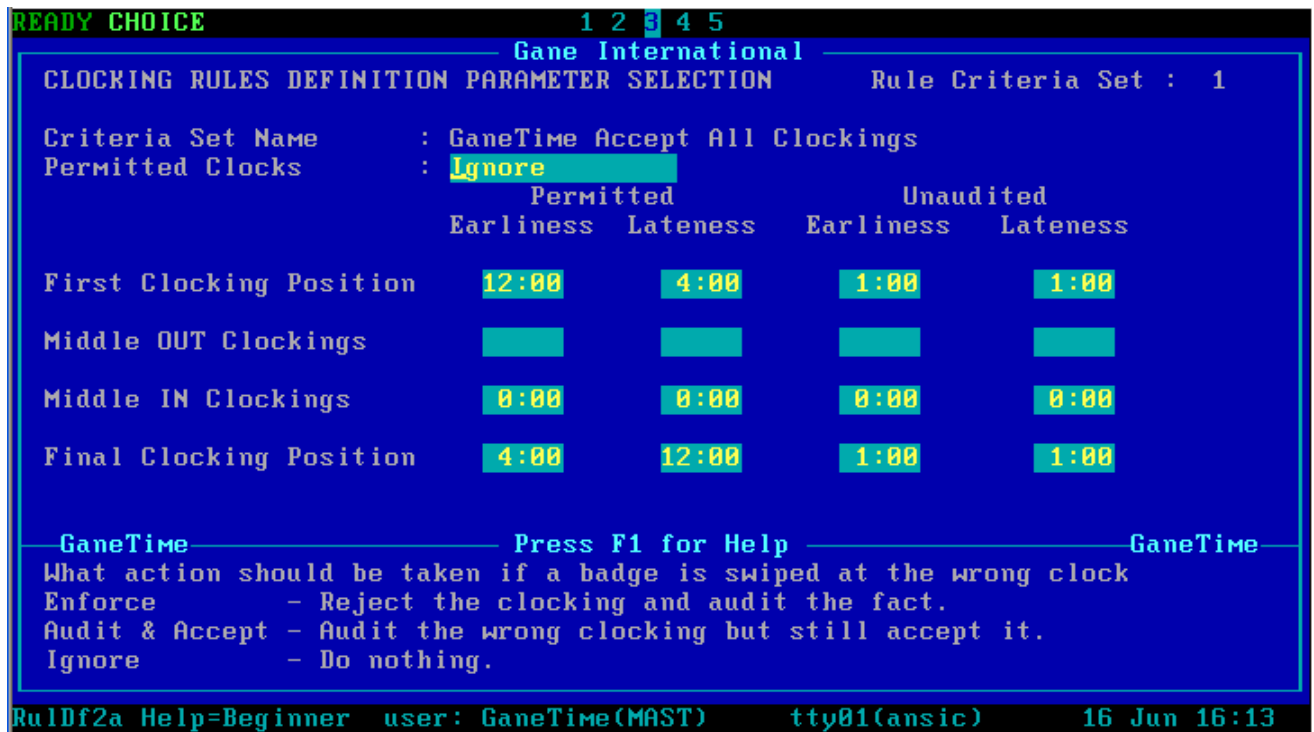 READY CHOICE 1 2 3 4 5
Gane International
CLOCKING RULES DEFINITION PARAMETER SELECTION Rule Criteria Set : 1
Criteria Set Name : GaneTime Accept All Clockings
Permitted Clocks : Ignore
Permitted Unaudited
Earliness Lateness Earliness Lateness
First Clocking Position 12:00 4:00 1:00 1:00
Middle OUT Clockings
Middle IN Clockings 0:00 0:00 0:00 0:00
Final Clocking Position 4:00 12:00 1:00 1:00
GaneTime Press F1 for Help GaneTime
What action should be taken if a badge is swiped at the wrong clock
Enforce - Reject the clocking and audit the fact.
Audit & Accept - Audit the wrong clocking but still accept it.
Ignore - Do nothing.
RulDf2a Help=Beginner user: GaneTime(MAST) tty01(ansic) 16 Jun 16:13